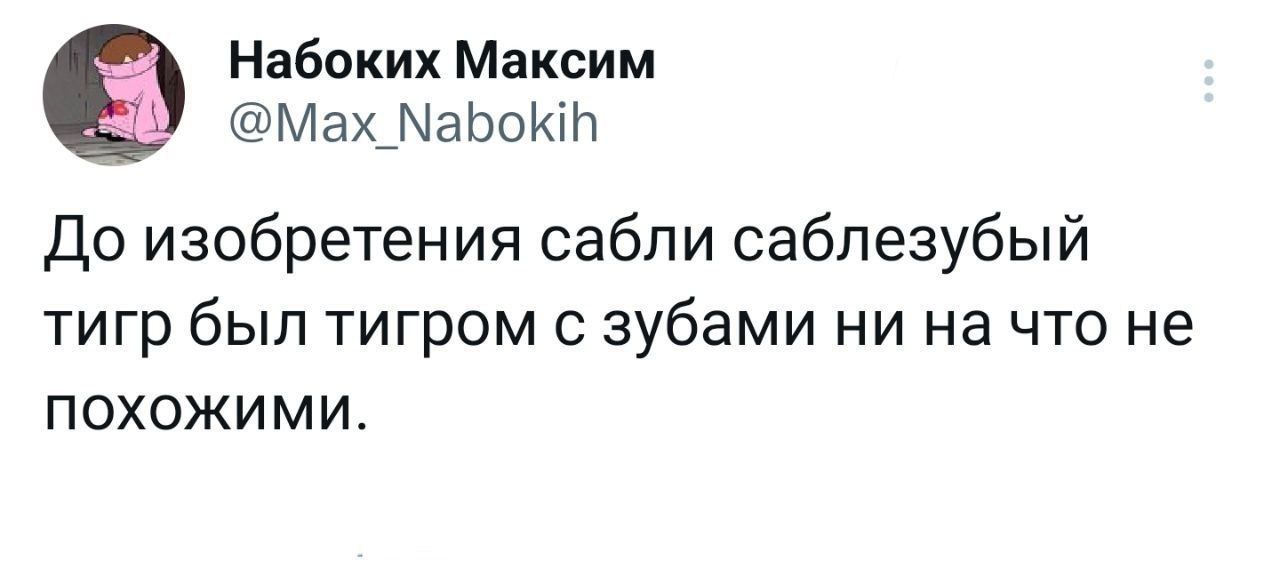 Набоких Максим
@Max_Nabokih
До изобретения сабли саблезубый
тигр был тигром с зубами ни на что не
похожими.